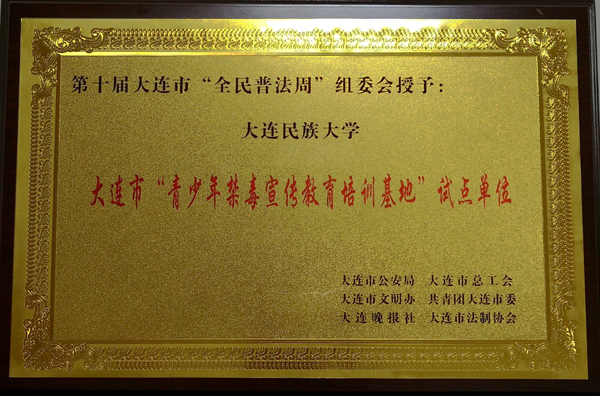 第十届大连市“全民普法周”组委会授予：
大连民族大学
大连市“青少年禁毒宣传教育培训基地”试点单位
大连市公安局 大连市总工会
大连市文明办 共青团大连市委
大连晚报社 大连市法制协会